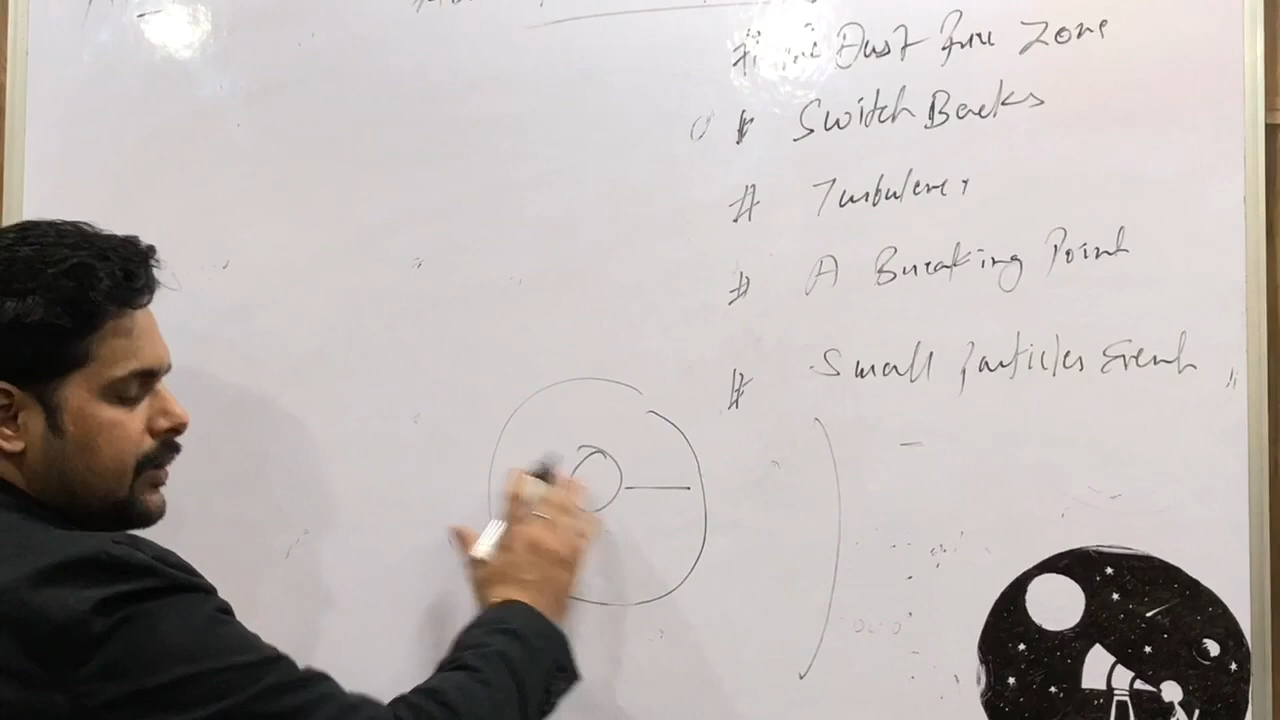 # Dust free Zone
# Switch Backs
# Turbulence
# A Breaking Point
# Small Particles Event